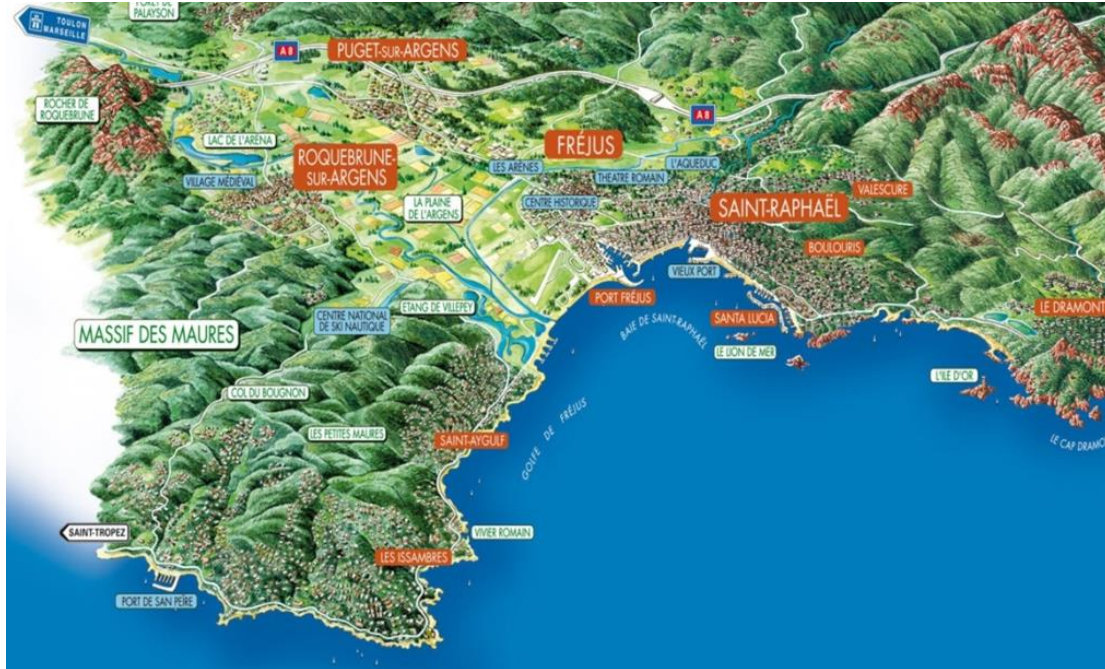 FORÊT DE
PALAYSON
TOULON
MARSEILLE
A8
PUGET-SUR-ARGENS
ROCHER DE
ROQUEBRUNE
A8
LAC DE L'ARENA
FRÉJUS
ROQUEBRUNE-
SUR-ARGENS
LES ARÈNES
L'AQUEDUC
THEATRE ROMAIN
VILLAGE MÉDIÉVAL
VALESCURE
LA PLAINE
DE L'ARGENS
CENTRE HISTORIQUE
SAINT-RAPHAËL
BOULOURIS
VIEUX PORT
PORT FRÉJUS
ETANG DE VILLEPEY
LE DRAMONT
CENTRE NATIONAL
DE SKI NAUTIQUE
SANTA LUCIA
BAIE DE SAINT-RAPHAËL
MASSIF DES MAURES
LE LION DE MER
L'ILE D'OR
COL DU BOUGNON
LES PETITES MAURES
SAINT-AYGULF
GOLFE DE FRÉJUS
LE CAP DRAMO
SAINT-TROPEZ
VIVIER ROMAIN
LES ISSAMBRES
PORT DE SAN PEÏRE